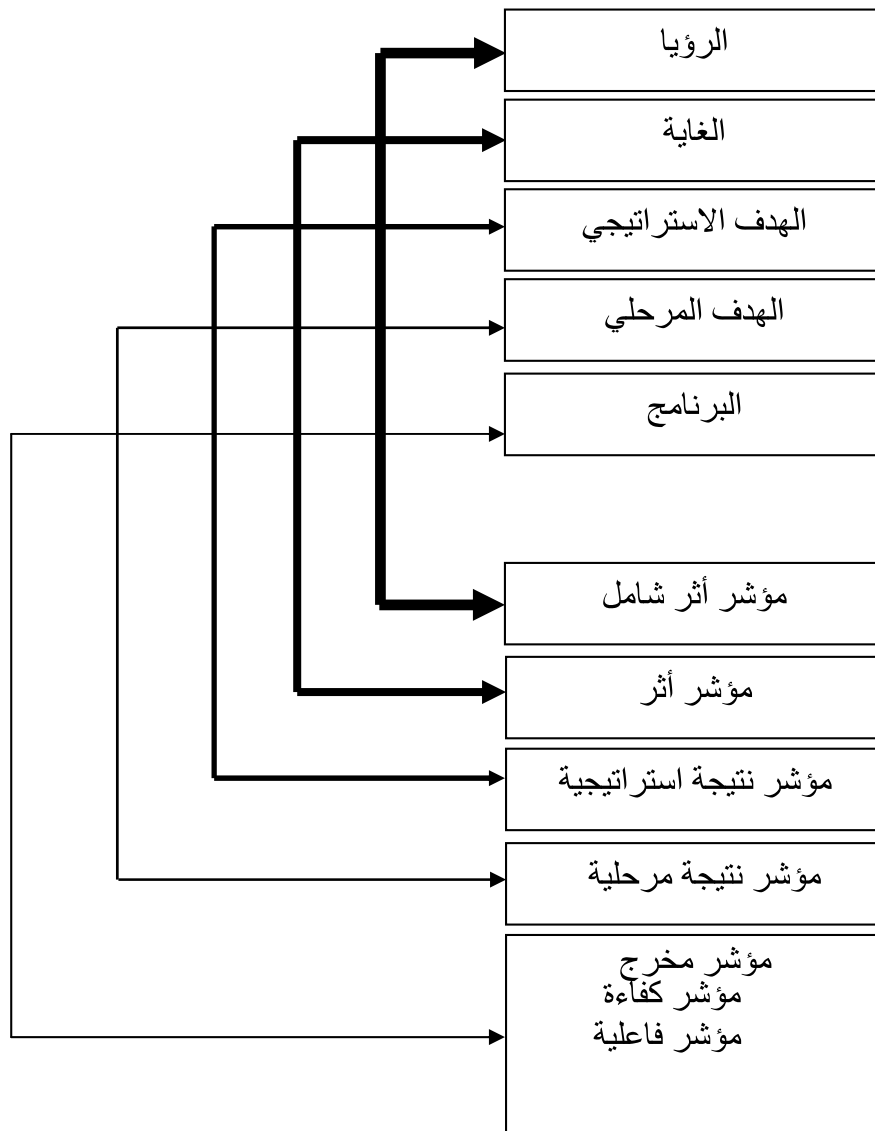 الرؤيا
الغاية
الهدف الاستراتيجي
الهدف المرحلي
البرنامج
مؤشر أثر شامل
مؤشر أثر
مؤشر نتيجة استراتيجية
مؤشر نتيجة مرحلية
مؤشر مخرج
مؤشر كفاءة
مؤشر فاعلية